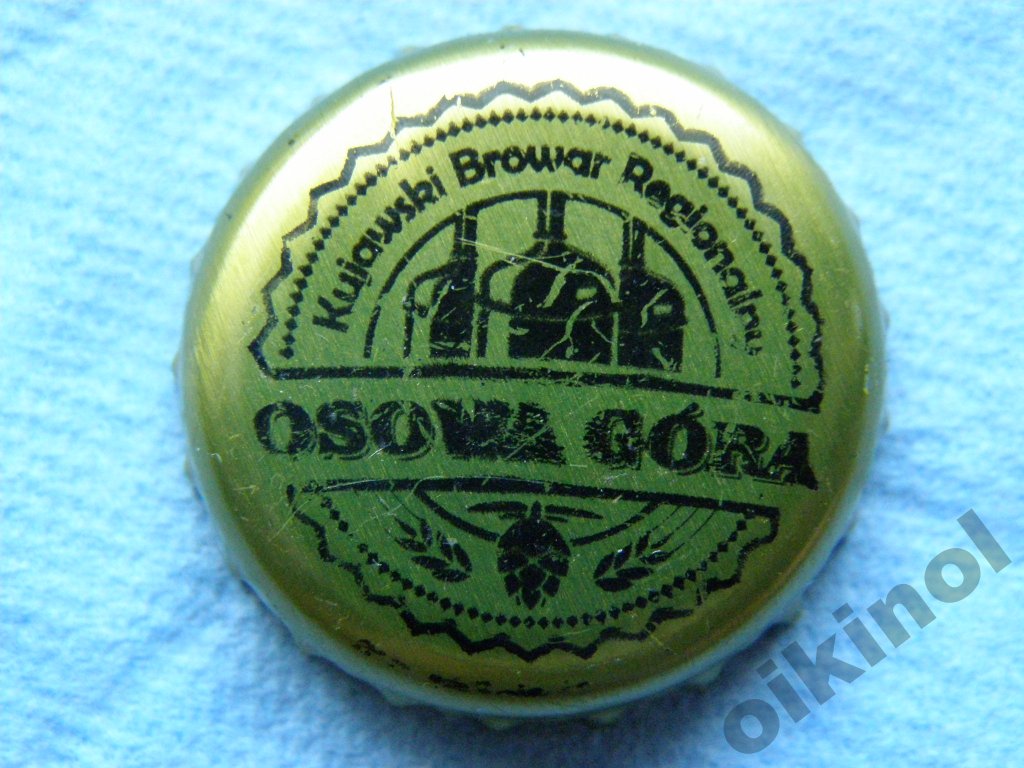 Kujawski Browar Regionalny
OSOWA GÓRA
oikinol